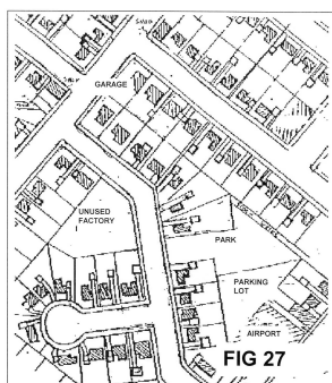 GARAGE
UNUSED
FACTORY
PARK
PARKING
LOT
AIRPORT
FIG 27